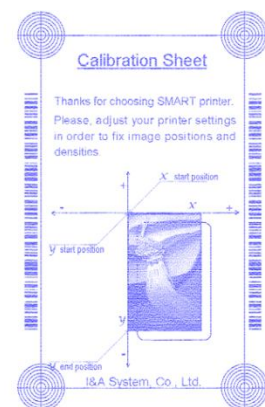 Calibration Sheet
Thanks for choosing SMART printer.
Please, adjust your printer settings
in order to fix image positions and
densitins
X start position
+
- x +
y start position
y
y end position
-
I&A System, Co., Ltd.